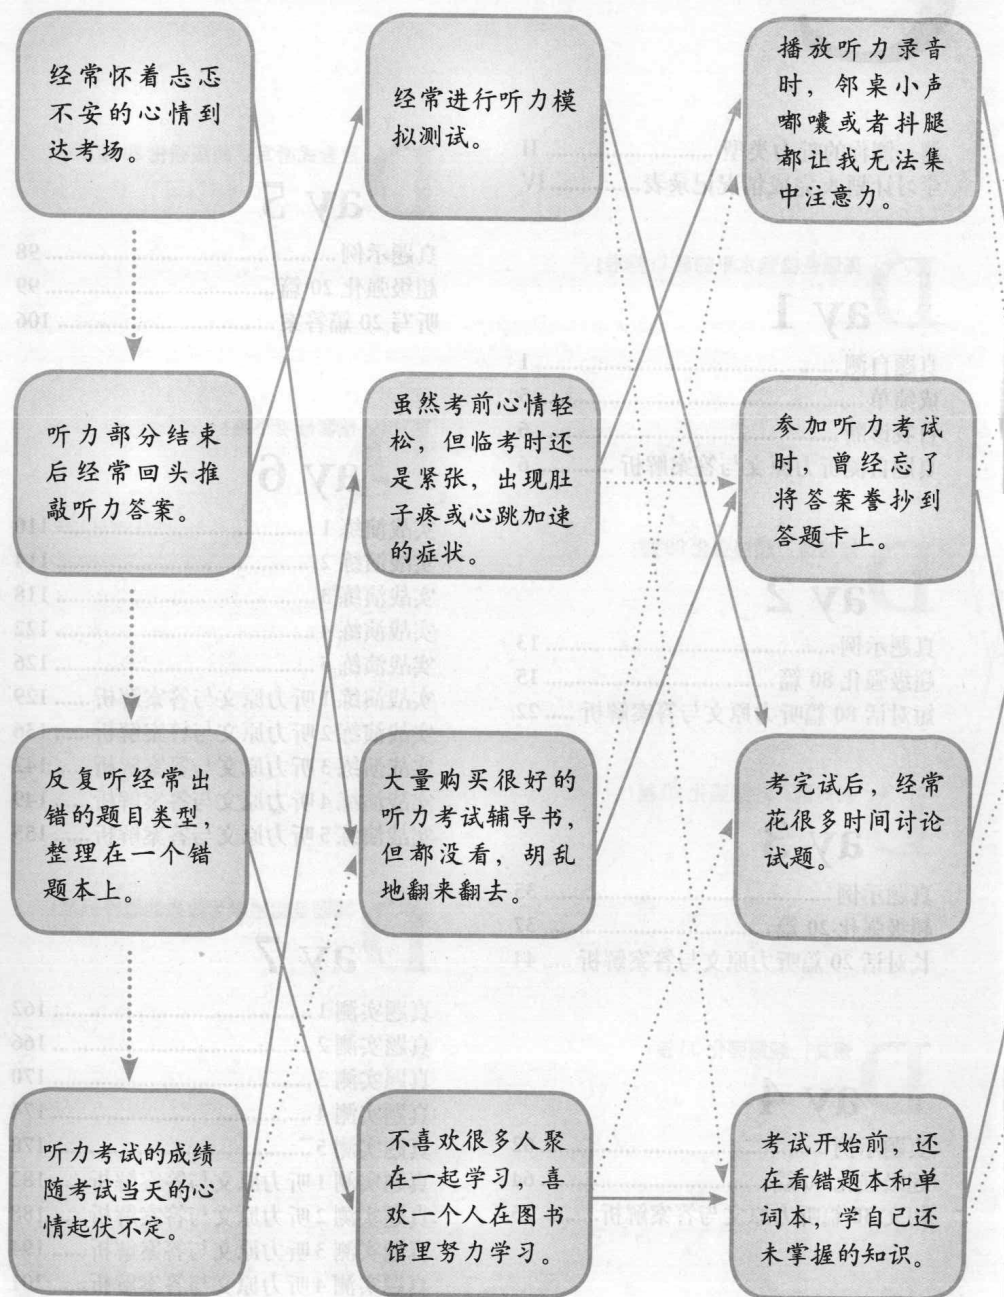 经常怀着忐忑
不安的心情到
达考场。
经常进行听力模
拟测试。
播放听力录音
时，邻桌小声
嘟囔或者抖腿
都让我无法集
中注意力。
听力部分结束
后经常回头推
敲听力答案。
虽然考前心情轻
松，但临考时还
是紧张，出现肚
子疼或心跳加速
的症状。
参加听力考试
时，曾经忘了
将答案誊抄到
答题卡上。
反复听经常出
错的题目类型，
整理在一个错
题本上。
大量购买很好的
听力考试辅导书，
但都没看，胡乱
地翻来翻去。
考完试后，经常
花很多时间讨论
试题。
听力考试的成绩
随考试当天的心
情起伏不定。
不喜欢很多人聚
在一起学习，喜
欢一个人在图书
馆里努力学习。
考试开始前，还
在看错题本和单
词本，学自己还
未掌握的知识。